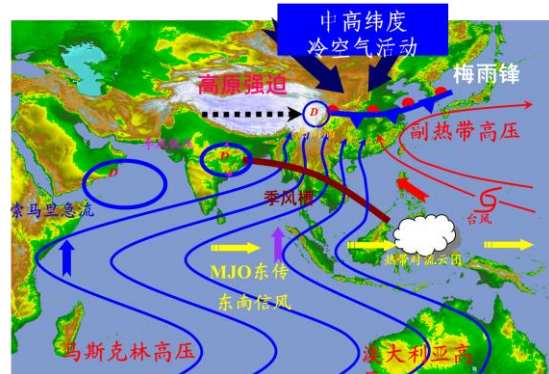 中高纬度
冷空气活动
梅雨锋
高原强迫
D
副热带高压
D
D
索马里急流
季风槽
台风
热带对流云团
MJO东传
东南信风
马斯克林高压
澳大利亚高